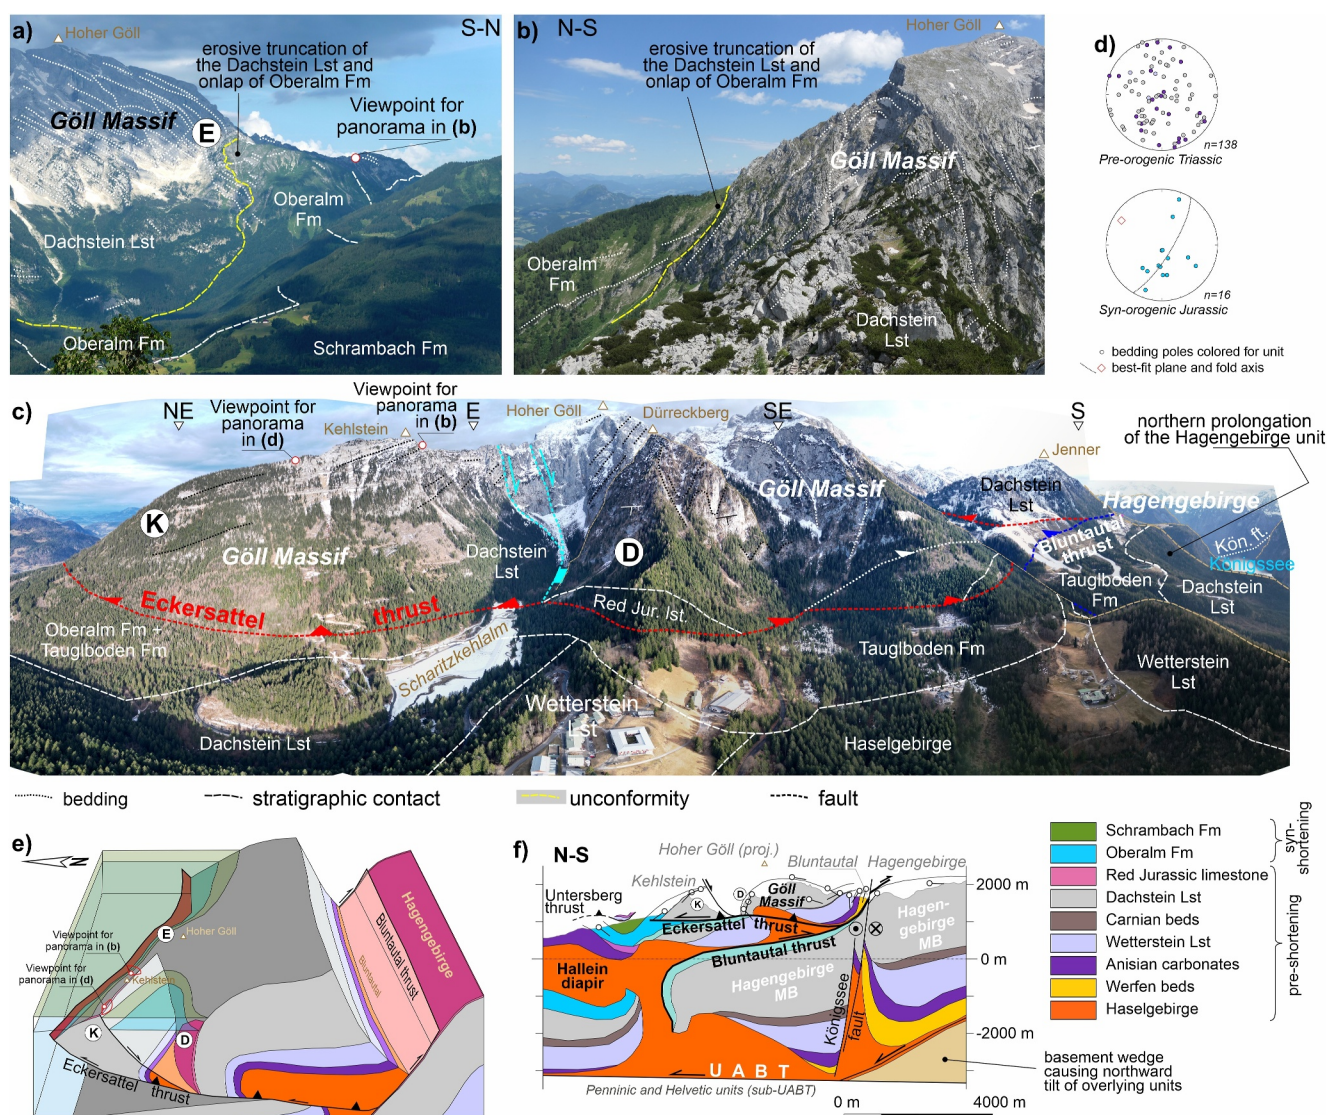 a)
Hoher Göll
S-N
erosive truncation of
the Dachstein Lst and
onlap of Oberalm Fm
Viewpoint for
panorama in (b)
Göll Massif
E
Oberalm
Fm
Dachstein Lst
Oberalm Fm
Schrambach Fm
b)
N-S
Hoher Göll
erosive truncation of
the Dachstein Lst and
onlap of Oberalm Fm
Göll Massif
Oberalm
Fm
Dachstein
Lst
d)
n=138
Pre-orogenic Triassic
n=16
Syn-orogenic Jurassic
bedding poles colored for unit
best-fit plane and fold axis
c)
NE
Viewpoint for
panorama
in (d)
Kehlstein
Viewpoint for
panorama
in (b)
E
Hoher Göll
Dürreckberg
SE
S
Jenner
northern prolongation
of the Hagengebirge unit
K
Göll Massif
Dachstein
Lst
D
Göll Massif
Dachstein
Lst
Hagengebirge
Bluntautal
thrust
Kön. ft.
Königssee
Tauglboden
Fm
Dachstein
Lst
Eckersattel thrust
Red Jur. lst.
Oberalm Fm +
Tauglboden Fm
Scharitzkehlalm
Tauglboden Fm
Wetterstein
Lst
Wetterstein
Lst
Dachstein Lst
Haselgebirge
bedding
stratigraphic contact
unconformity
fault
e)
N
Viewpoint for
panorama in (b)
Viewpoint for
panorama in (d)
E
Hoher Göll
Kehlstein
K
D
Eckersattel thrust
Bluntautal
Bluntautal thrust
Hagengebirge
f)
N-S
Hoher Göll (proj.)
Bluntautal
Hagengebirge
Kehlstein
Untersberg
thrust
K
D
Göll
Massif
2000 m
Eckersattel thrust
Bluntautal thrust
Hagen-
gebirge
MB
0 m
Hallein
diapir
Hagengebirge
MB
Königssee
fault
-2000 m
U A B T
Penninic and Helvetic units (sub-UABT)
0 m
4000 m
basement wedge
causing northward
tilt of overlying units
Schrambach Fm
Oberalm Fm
Red Jurassic limestone
Dachstein Lst
Carnian beds
Wetterstein Lst
Anisian carbonates
Werfen beds
Haselgebirge
syn-
shortening
pre-shortening